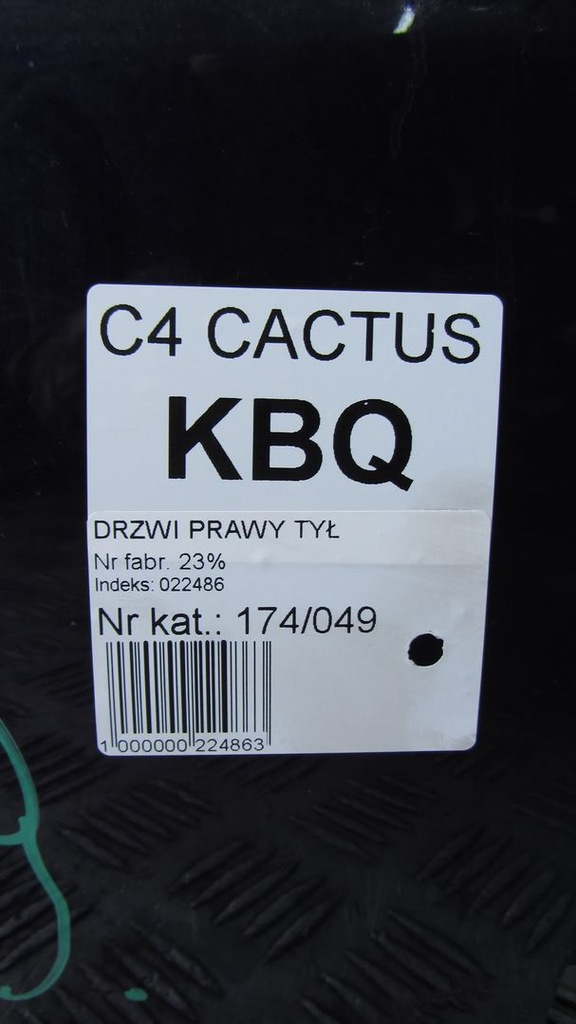 C4 CACTUS
KBQ
DRZWI PRAWY TYŁ
Nr fabr. 23%
Indeks: 022486
Nr kat.: 174/049
1 000000 224863